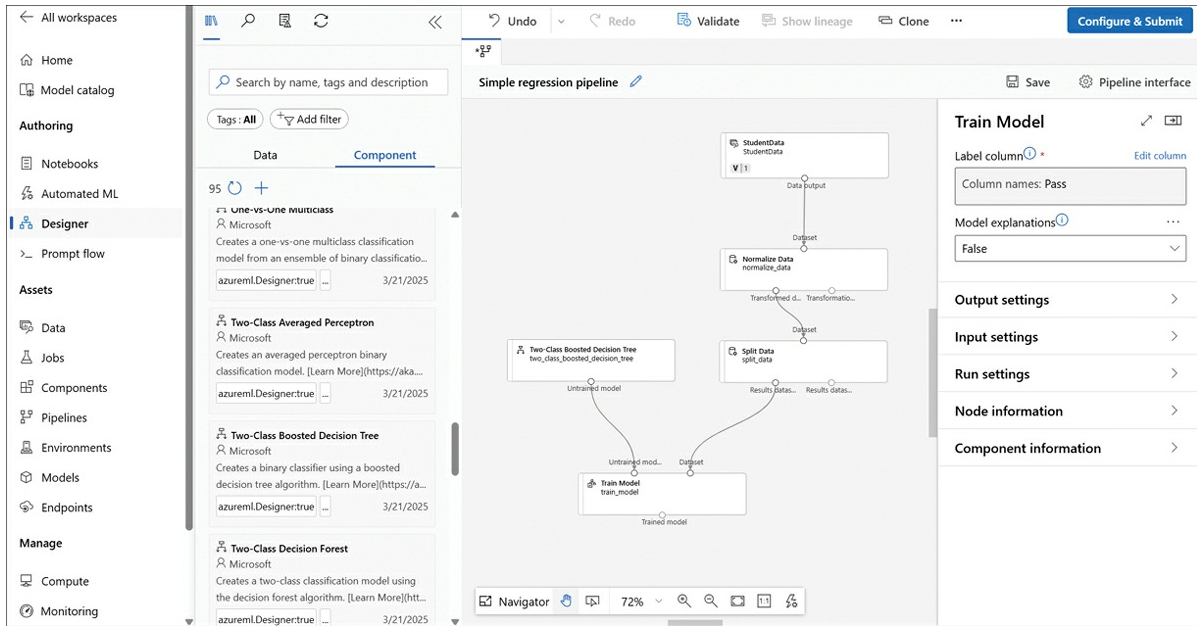 All workspaces
Home
Model catalog
Authoring
Notebooks
Automated ML
Designer
Prompt flow
Assets
Data
Jobs
Components
Pipelines
Environments
Models
Endpoints
Manage
Compute
Monitoring
Search by name, tags and description
Tags : All
Add filter
Data
Component
95
One-vs-One Multiclass
Microsoft
Creates a one-vs-one multiclass classification
model from an ensemble of binary classificatio...
azureml.Designer:true ... 3/21/2025
Two-Class Averaged Perceptron
Microsoft
Creates an averaged perceptron binary
classification model. [Learn More](https://aka....
azureml.Designer:true ... 3/21/2025
Two-Class Boosted Decision Tree
Microsoft
Creates a binary classifier using a boosted
decision tree algorithm. [Learn More](https://a...
azureml.Designer:true ... 3/21/2025
Two-Class Decision Forest
Microsoft
Creates a two-class classification model using
the decision forest algorithm. [Learn More](htt...
azureml.Designer:true ... 3/21/2025
Undo
Redo
Validate
Show lineage
Clone
...
Configure & Submit
Simple regression pipeline
Save
Pipeline interface
StudentData
StudentData
V | 1
Data output
Dataset
Normalize Data
normalize_data
Transformed d... Transformatio...
Dataset
Two-Class Boosted Decision Tree
two_class_boosted_decision_tree
Untrained model
Split Data
split_data
Results datas... Results datas...
Untrained mod... Dataset
Train Model
train_model
Trained model
Navigator
72%
1:1
Train Model
Label column * Edit column
Column names: Pass
Model explanations ...
False
Output settings
Input settings
Run settings
Node information
Component information